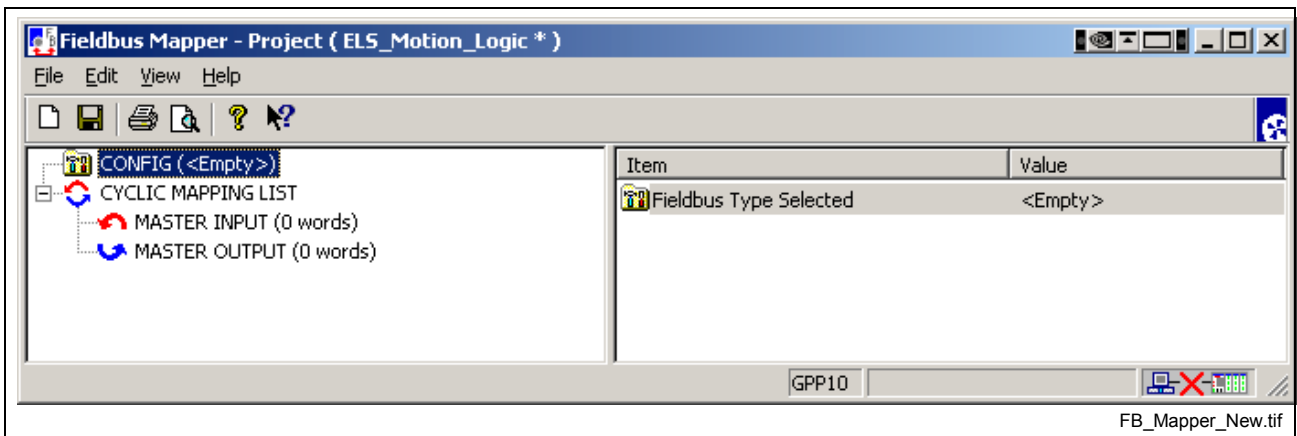 Fieldbus Mapper - Project ( ELS_Motion_Logic * )
File Edit View Help
CONFIG (<Empty>)
CYCLIC MAPPING LIST
MASTER INPUT (0 words)
MASTER OUTPUT (0 words)
Item Value
Fieldbus Type Selected <Empty>
GPP10
FB_Mapper_New.tif